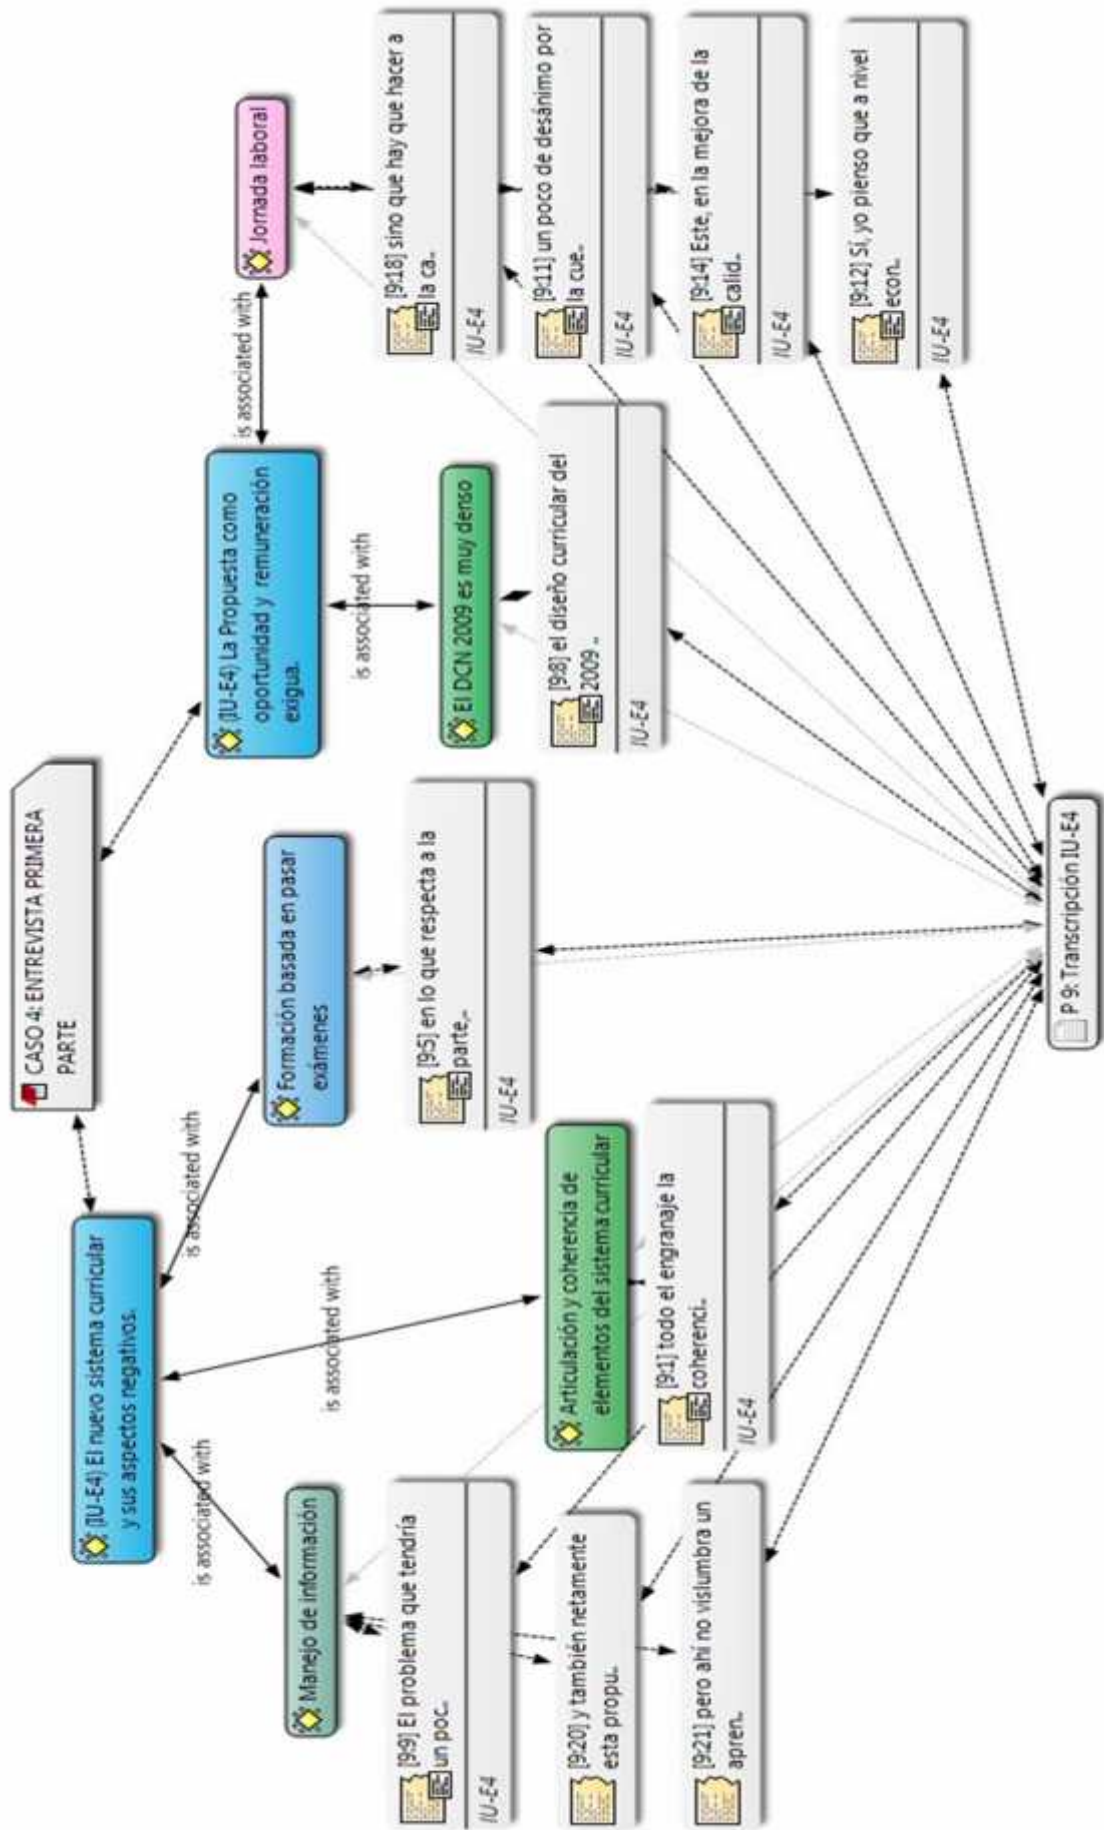 CASO 4: ENTREVISTA PRIMERA
PARTE
(IU-E4) El nuevo sistema curricular
y sus aspectos negativos.
(IU-E4) La Propuesta como
oportunidad y remuneración
exigua.
is associated with
is associated with
is associated with
is associated with
is associated with
Manejo de información
Formación basada en pasar
exámenes
Jornada laboral
[9:9] El problema que tendría
un poc..
IU-E4
[9:20] y también netamente
esta propu..
[9:21] pero ahí no vislumbra un
apren..
Articulación y coherencia de
elementos del sistema curricular
[9:1] todo el engranaje la
coherenci..
IU-E4
[9:5] en lo que respecta a la
parte,..
IU-E4
El DCN 2009 es muy denso
[9:8] el diseño curricular del
2009 ..
IU-E4
[9:18] sino que hay que hacer a
la ca..
IU-E4
[9:11] un poco de desánimo por
la cue..
IU-E4
[9:14] Este, en la mejora de la
calid..
IU-E4
[9:12] Sí, yo pienso que a nivel
econ..
IU-E4
P 9: Transcripción IU-E4